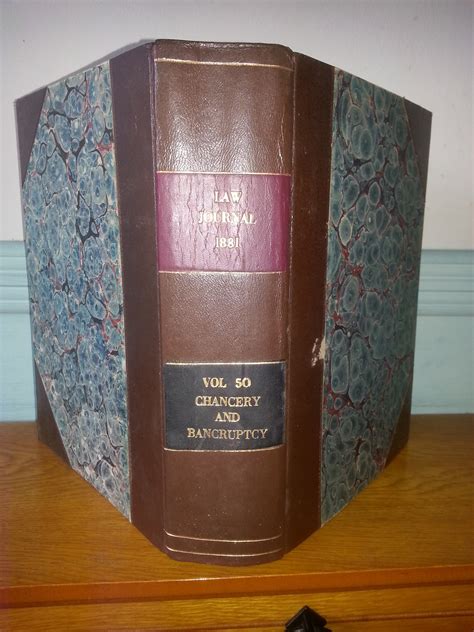 LAW
JOURNAL
1881
VOL 50
CHANCERY
AND
BANCRUPTCY